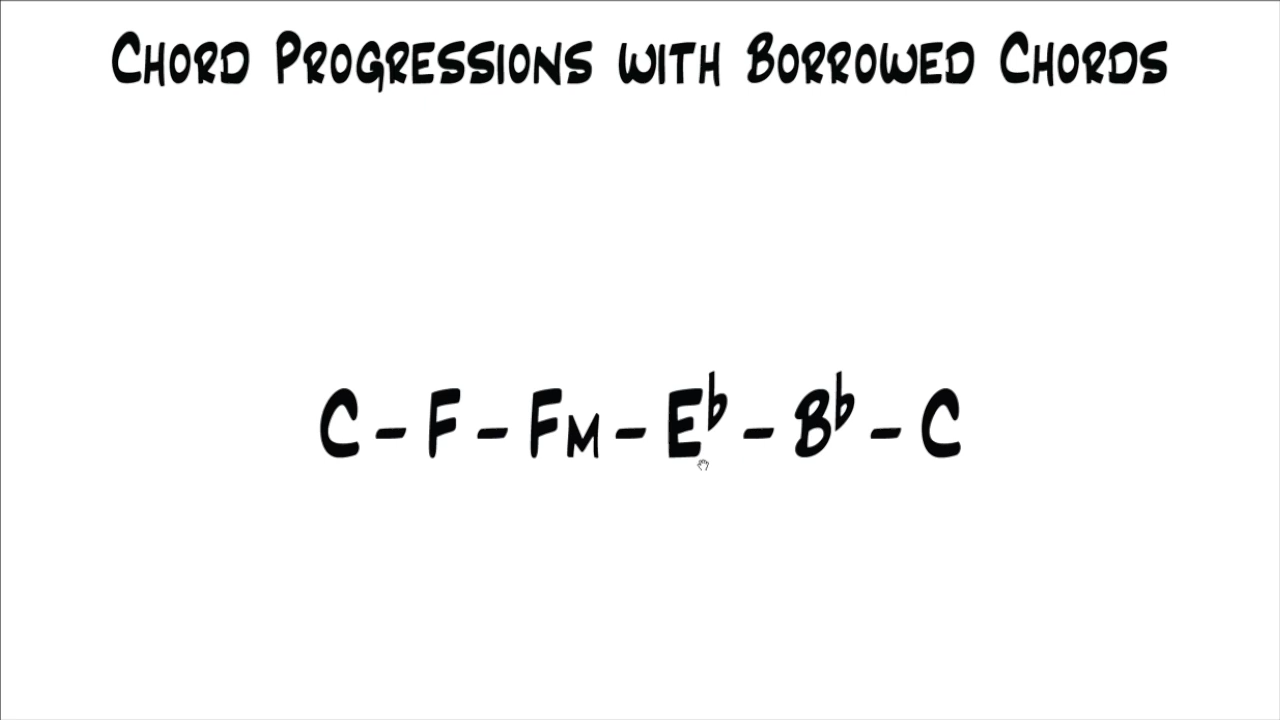 Chord Progressions with Borrowed Chords
C - F - Fm - E♭ - B♭ - C